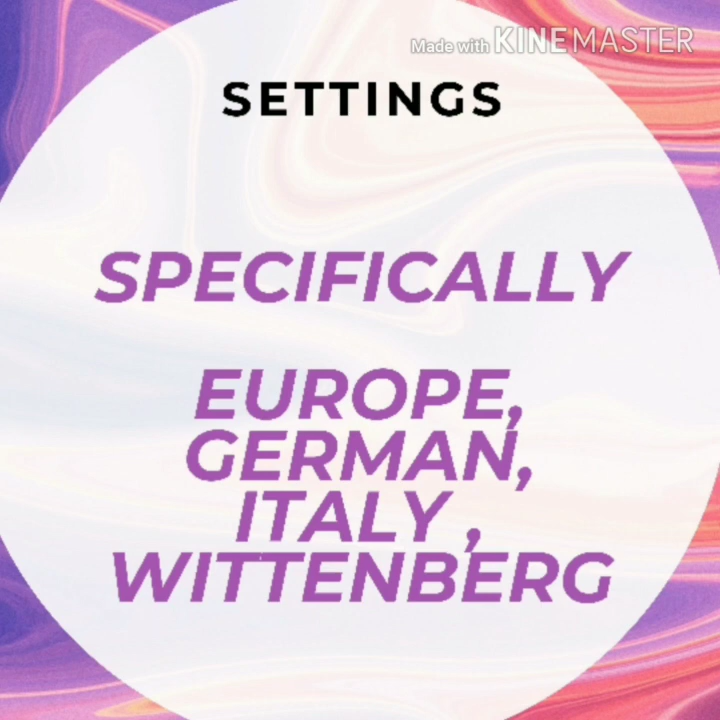 Made with KINEMASTER
SETTINGS
SPECIFICALLY
EUROPE,
GERMAN,
ITALY ,
WITTENBERG